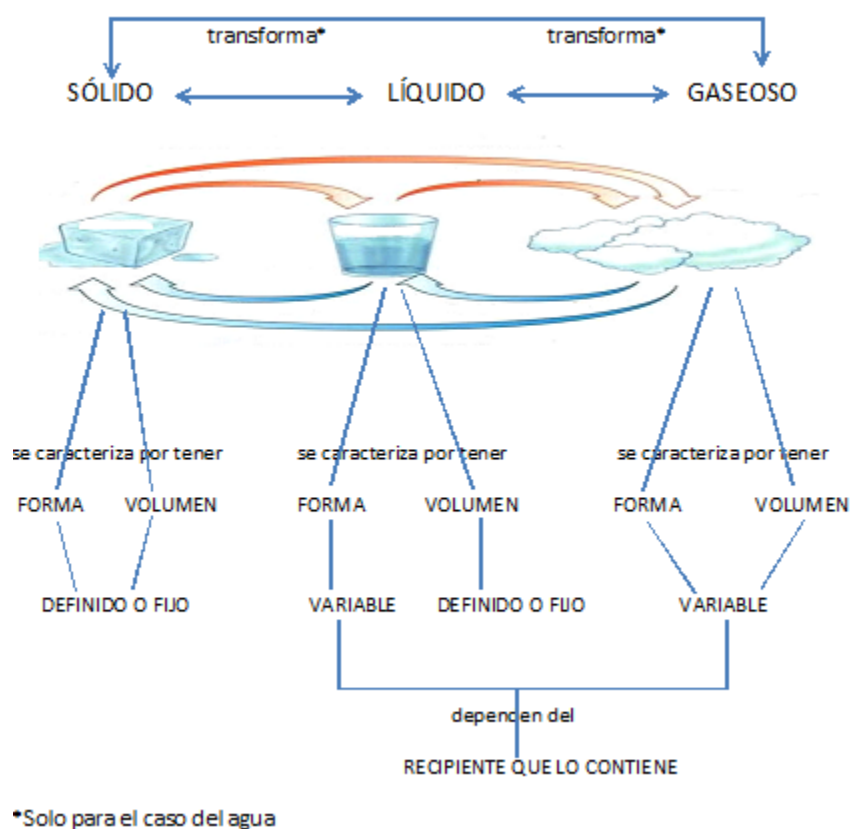 transforma* transforma*
SÓLIDO LÍQUIDO GASEOSO
se caracteriza por tener se caracteriza por tener se caracteriza por tener
FORMA VOLUMEN FORMA VOLUMEN FORMA VOLUMEN
DEFINIDO O FIJO VARIABLE DEFINIDO O FIJO VARIABLE
dependen del
RECIPIENTE QUE LO CONTIENE
*Solo para el caso del agua